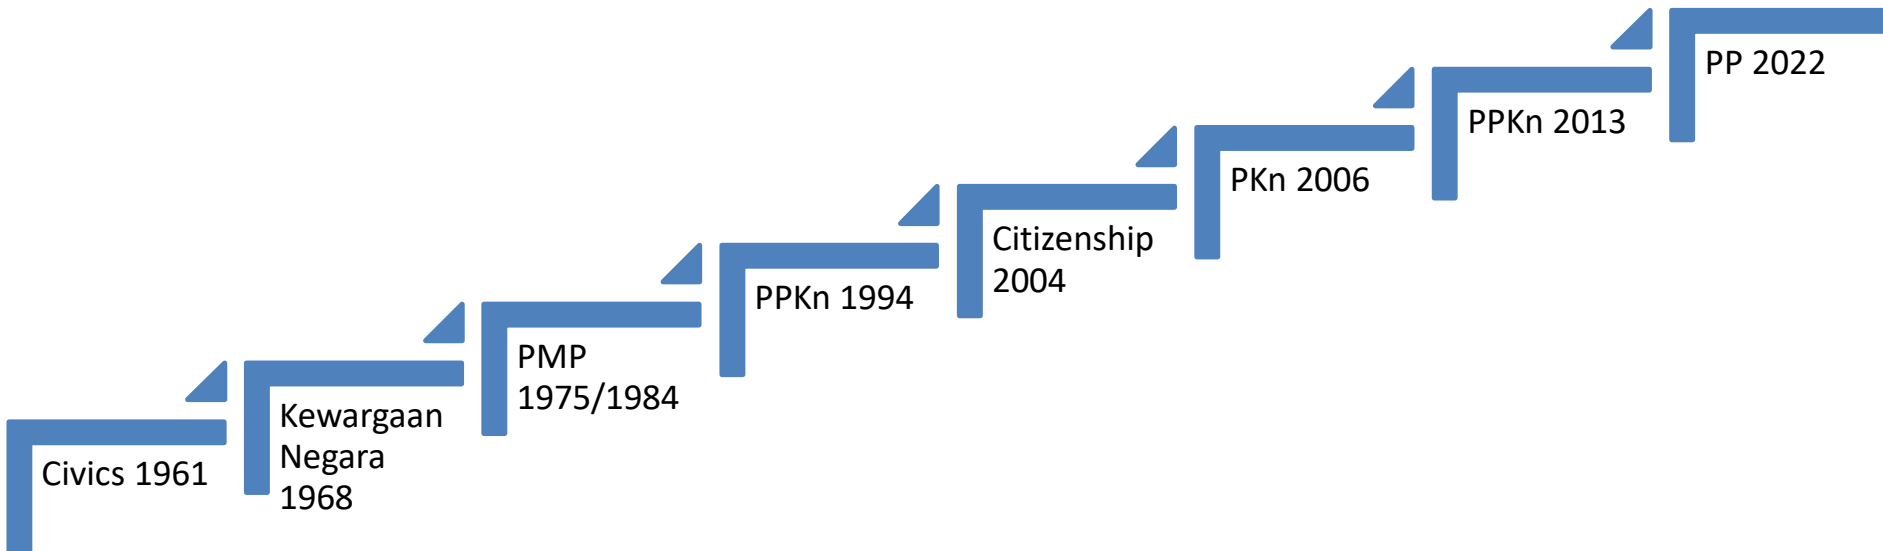 Civics 1961
Kewargaan
Negara
1968
PMP
1975/1984
PPKn 1994
Citizenship
2004
PKn 2006
PPKn 2013
PP 2022